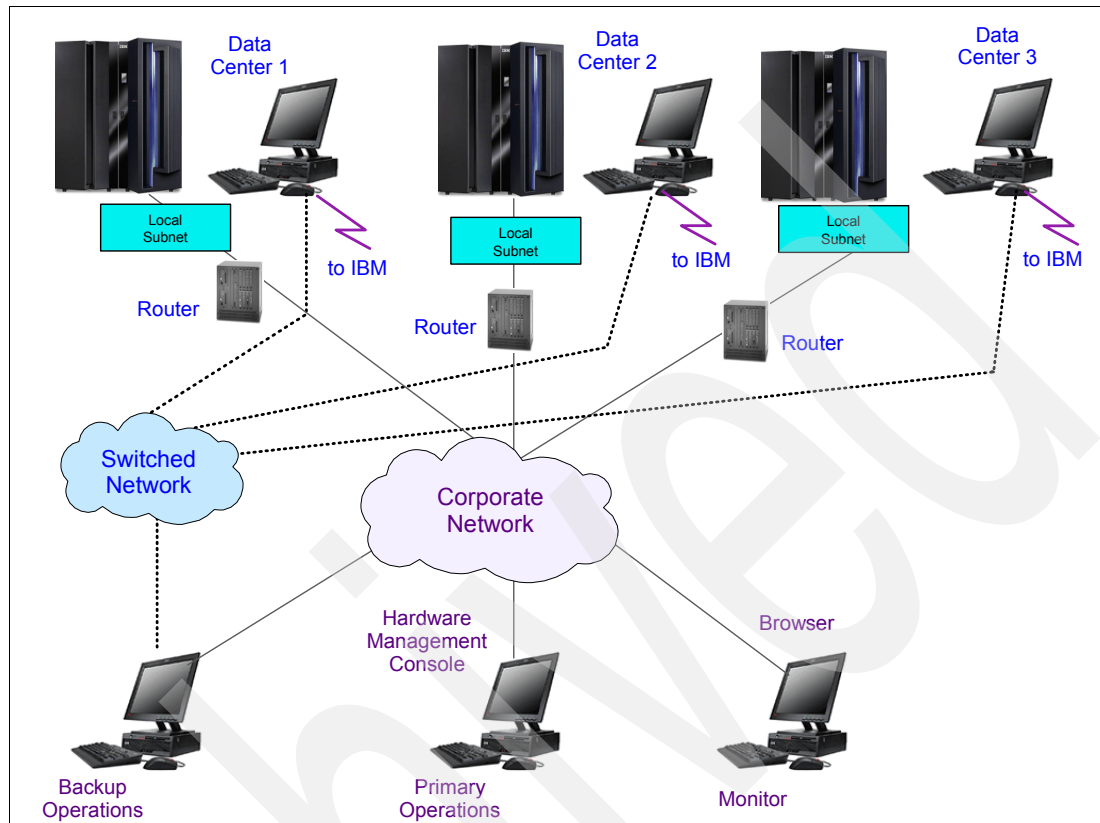 Data
Center 1
Data
Center 2
Data
Center 3
Local
Subnet
Local
Subnet
Local
Subnet
to IBM
to IBM
to IBM
Router
Router
Router
Switched
Network
Corporate
Network
Hardware
Management
Console
Browser
Backup
Operations
Primary
Operations
Monitor